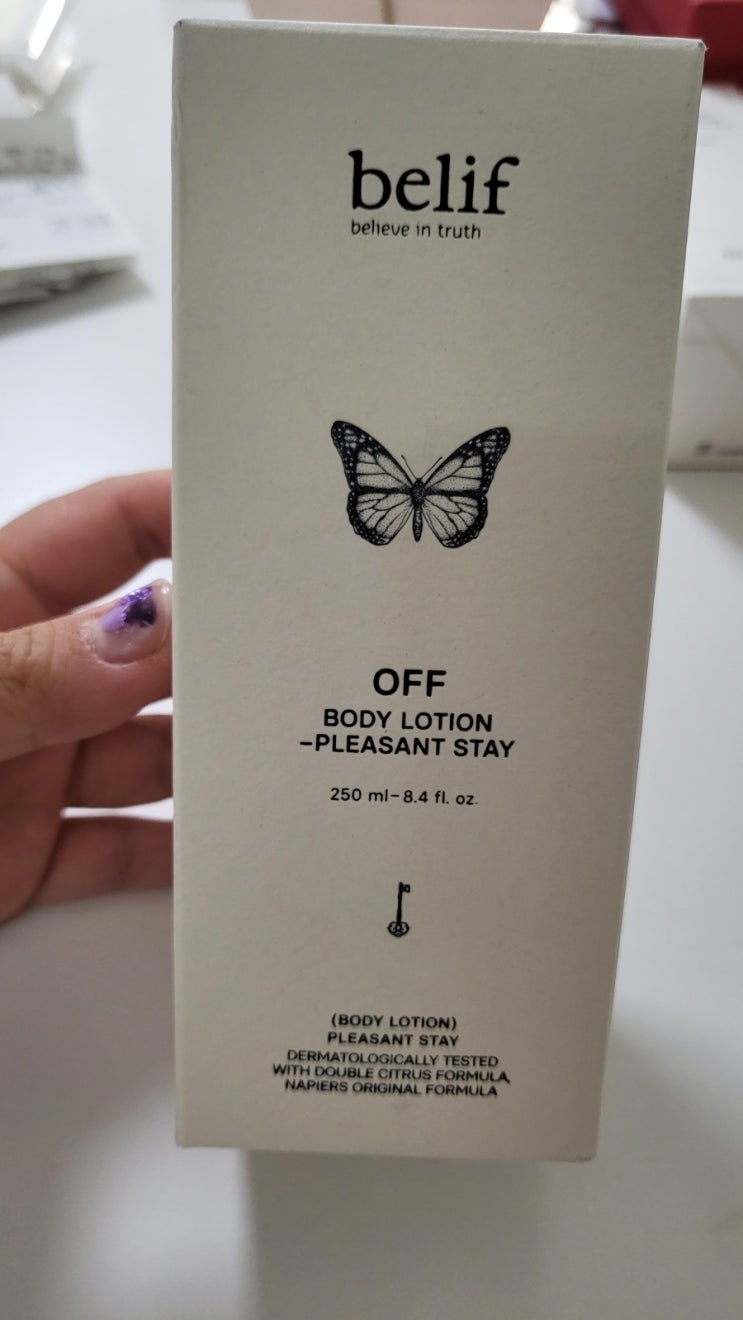 belif
believe in truth
OFF
BODY LOTION
–PLEASANT STAY
250 ml–8.4 fl. oz.
(BODY LOTION)
PLEASANT STAY
DERMATOLOGICALLY TESTED
WITH DOUBLE CITRUS FORMULA,
NAPIERS ORIGINAL FORMULA